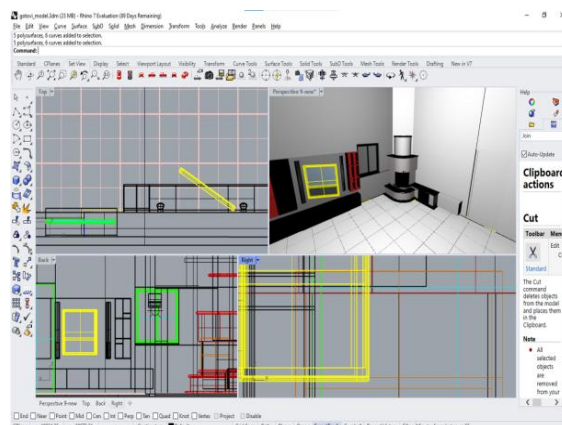 gotovi_model.3dm (23 MB) - Rhino 7 Evaluation (89 Days Remaining)
File Edit View Curve Surface SubD Solid Mesh Dimension Transform Tools Analyze Render Panels Help
5 polysurfaces, 6 curves added to selection.
5 polysurfaces, 6 curves added to selection.
Command:
Standard CPlanes Set View Display Select Viewport Layout Visibility Transform Curve Tools Surface Tools Solid Tools SubD Tools Mesh Tools Render Tools Drafting New in V7
Top
Perspective 9-new*
Help
Join
Auto-Update
Clipboard
actions
Cut
Toolbar Menu
Edit
Standard
The Cut
command
deletes objects
from the model
and places them
in the
Clipboard.
Note
All
selected
objects
are
removed
from your
Back
Right
Perspective 9-new Top Back Right
End Near Point Mid Cen Int Perp Tan Quad Knot Vertex Project Disable